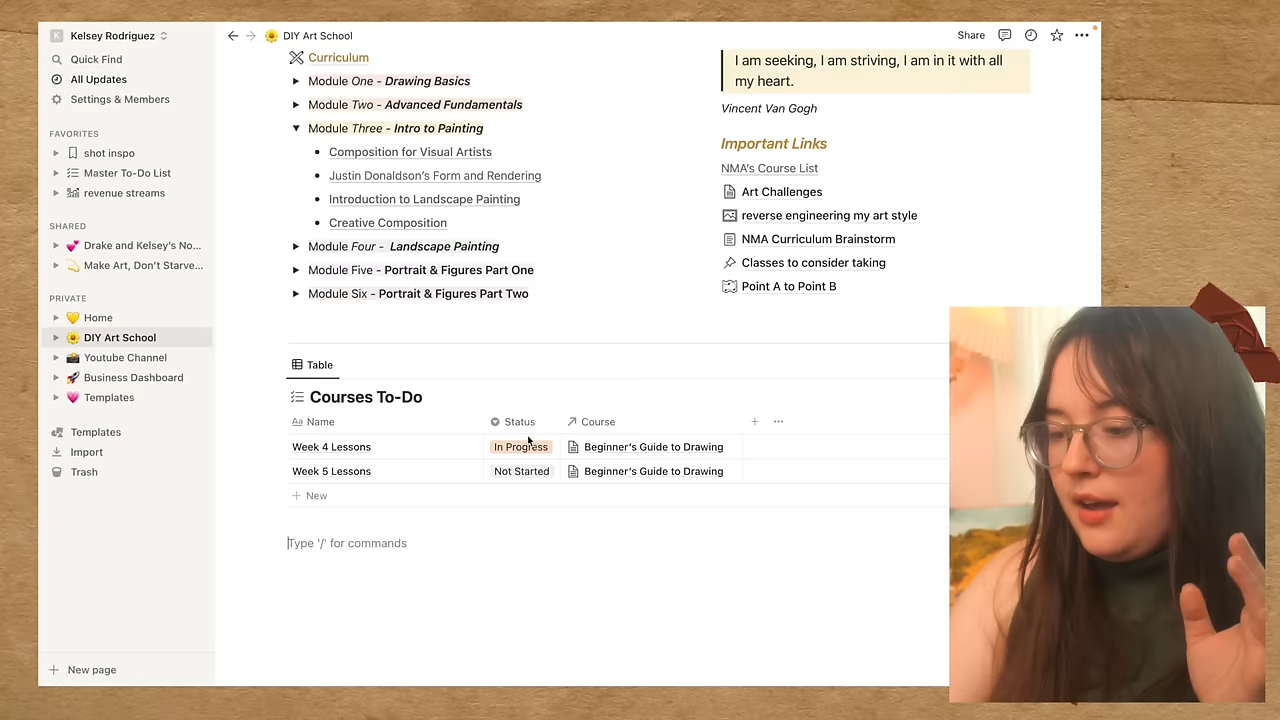 K Kelsey Rodriguez
Quick Find
All Updates
Settings & Members
FAVORITES
shot inspo
Master To-Do List
revenue streams
SHARED
Drake and Kelsey's No...
Make Art, Don't Starve...
PRIVATE
Home
DIY Art School
Youtube Channel
Business Dashboard
Templates
Templates
Import
Trash
New page
DIY Art School
Share
Curriculum
Module One - Drawing Basics
Module Two - Advanced Fundamentals
Module Three - Intro to Painting
Composition for Visual Artists
Justin Donaldson's Form and Rendering
Introduction to Landscape Painting
Creative Composition
Module Four - Landscape Painting
Module Five - Portrait & Figures Part One
Module Six - Portrait & Figures Part Two
I am seeking, I am striving, I am in it with all
my heart.
Vincent Van Gogh
Important Links
NMA's Course List
Art Challenges
reverse engineering my art style
NMA Curriculum Brainstorm
Classes to consider taking
Point A to Point B
Table
Courses To-Do
Aa Name Status Course
Week 4 Lessons In Progress Beginner's Guide to Drawing
Week 5 Lessons Not Started Beginner's Guide to Drawing
New
Type '/' for commands